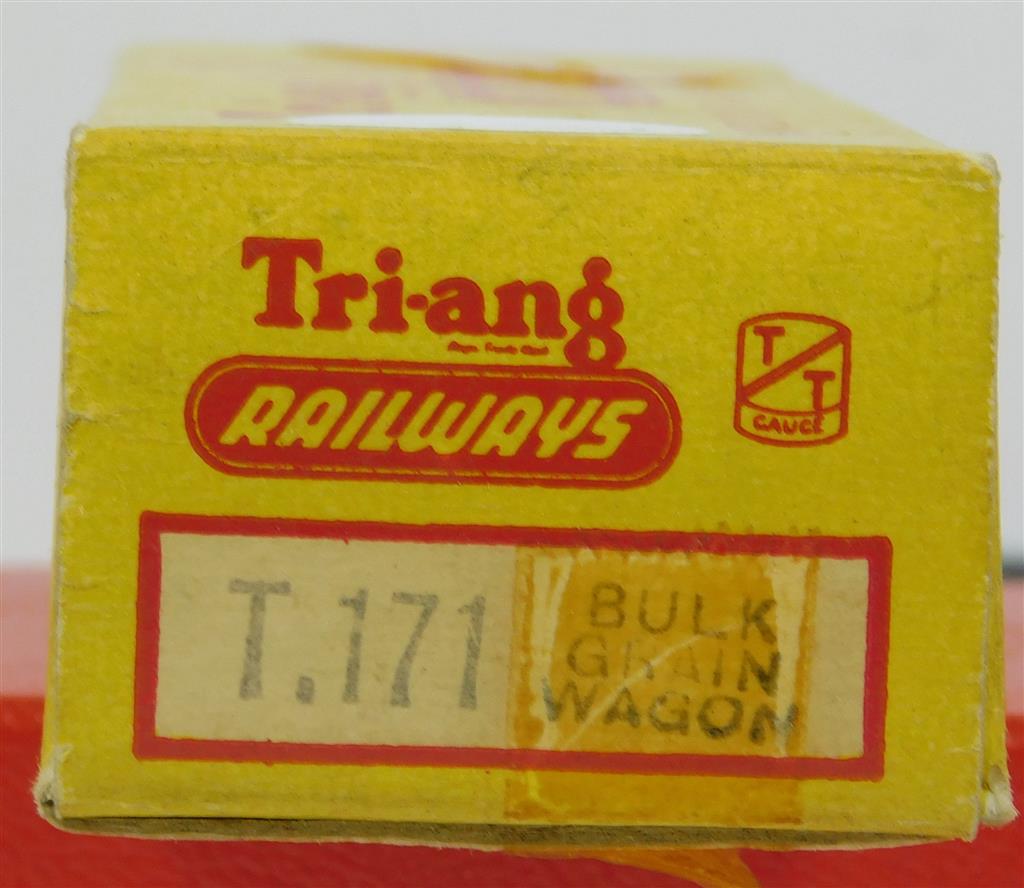 Tri-ang
RAILWAYS
T T
GAUGE
T.171
BULK
GRAIN
WAGON